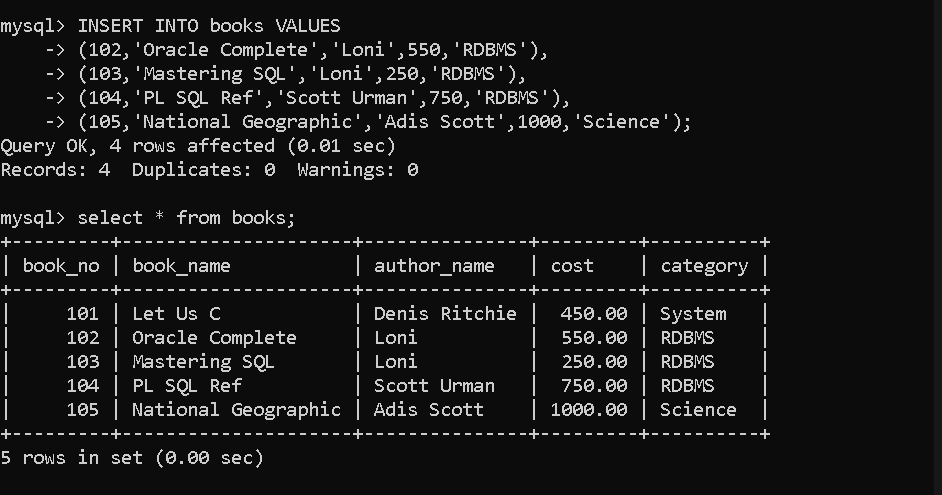 mysql> INSERT INTO books VALUES
    -> (102,'Oracle Complete','Loni',550,'RDBMS'),
    -> (103,'Mastering SQL','Loni',250,'RDBMS'),
    -> (104,'PL SQL Ref','Scott Urman',750,'RDBMS'),
    -> (105,'National Geographic','Adis Scott',1000,'Science');
Query OK, 4 rows affected (0.01 sec)
Records: 4  Duplicates: 0  Warnings: 0

mysql> select * from books;
+---------+---------------------+---------------+---------+----------+
| book_no | book_name           | author_name   | cost    | category |
+---------+---------------------+---------------+---------+----------+
|     101 | Let Us C            | Denis Ritchie |  450.00 | System   |
|     102 | Oracle Complete     | Loni          |  550.00 | RDBMS    |
|     103 | Mastering SQL       | Loni          |  250.00 | RDBMS    |
|     104 | PL SQL Ref          | Scott Urman   |  750.00 | RDBMS    |
|     105 | National Geographic | Adis Scott    | 1000.00 | Science  |
+---------+---------------------+---------------+---------+----------+
5 rows in set (0.00 sec)